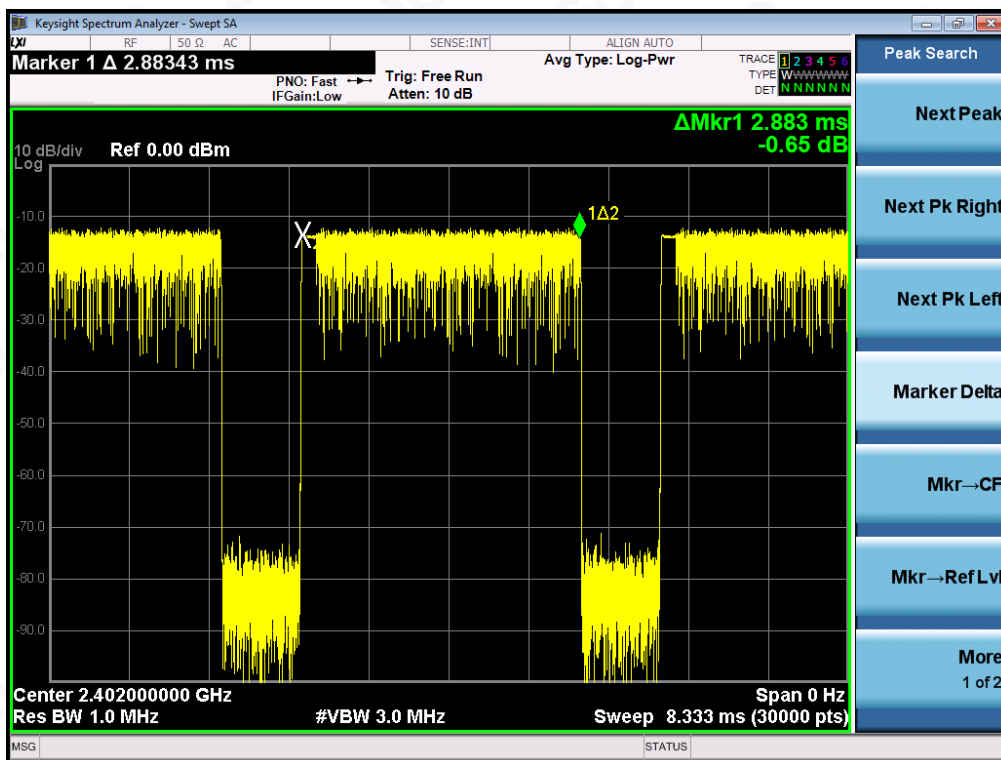 Keysight Spectrum Analyzer - Swept SA
LXI RF 50 Ω AC SENSE:INT ALIGN AUTO
Marker 1 Δ 2.88343 ms
PNO: Fast
IFGain:Low
Trig: Free Run
Atten: 10 dB
Avg Type: Log-Pwr
TRACE 1 2 3 4 5 6
TYPE W W W W W W
DET N N N N N N
ΔMkr1 2.883 ms
-0.65 dB
10 dB/div Ref 0.00 dBm
Log
1Δ2
-10.0
-20.0
-30.0
-40.0
-50.0
-60.0
-70.0
-80.0
-90.0
Center 2.402000000 GHz
Span 0 Hz
Res BW 1.0 MHz
#VBW 3.0 MHz
Sweep 8.333 ms (30000 pts)
MSG
STATUS
Peak Search
Next Peak
Next Pk Right
Next Pk Left
Marker Delta
Mkr→CF
Mkr→Ref Lvl
More
1 of 2